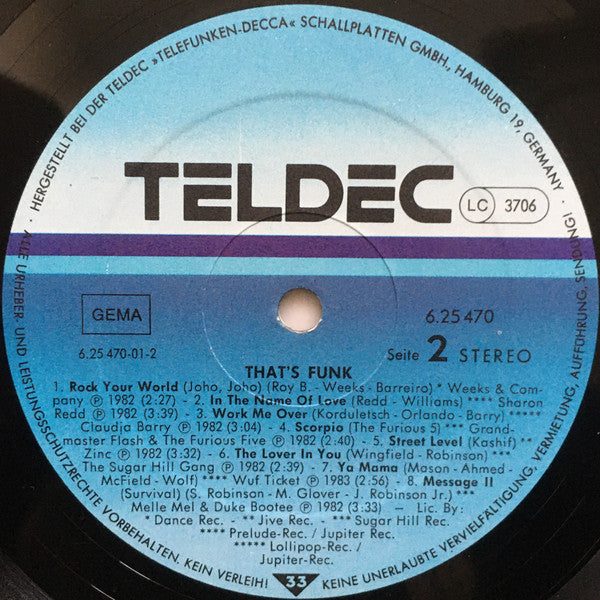 HERGESTELLT BEI DER TELDEC »TELEFUNKEN-DECCA« SCHALLPLATTEN GMBH., HAMBURG 19, GERMANY
TELDEC
LC 3706
GEMA
6.25 470
6.25 470-01-2
Seite 2 STEREO
THAT'S FUNK
1. Rock Your World (Joho, Joho) (Roy B. - Weeks - Barreiro) * Weeks & Com-
pany ℗ 1982 (2:27) - 2. In The Name Of Love (Redd - Williams) **** Sharon
Redd ℗ 1982 (3:39) - 3. Work Me Over (Korduletsch - Orlando - Barry) *****
Claudja Barry ℗ 1982 (3:04) - 4. Scorpio (The Furious 5) *** Grand-
master Flash & The Furious Five ℗ 1982 (2:40) - 5. Street Level (Kashif) **
Zinc ℗ 1982 (3:32) - 6. The Lover In You (Wingfield - Robinson) ***
The Sugar Hill Gang ℗ 1982 (2:39) - 7. Ya Mama (Mason - Ahmed -
McField - Wolf) **** Wuf Ticket ℗ 1983 (2:56) - 8. Message II
(Survival) (S. Robinson - M. Glover - J. Robinson Jr.) ***
Melle Mel & Duke Bootee ℗ 1982 (3:33) — Lic. By:
* Dance Rec. - ** Jive Rec. - *** Sugar Hill Rec.
**** Prelude-Rec. / Jupiter Rec.
***** Lollipop-Rec. /
Jupiter-Rec.
33
ALLE URHEBER- UND LEISTUNGSSCHUTZRECHTE VORBEHALTEN. KEIN VERLEIH! KEINE UNERLAUBTE VERVIELFÄLTIGUNG, VERMIETUNG, AUFFÜHRUNG, SENDUNG!